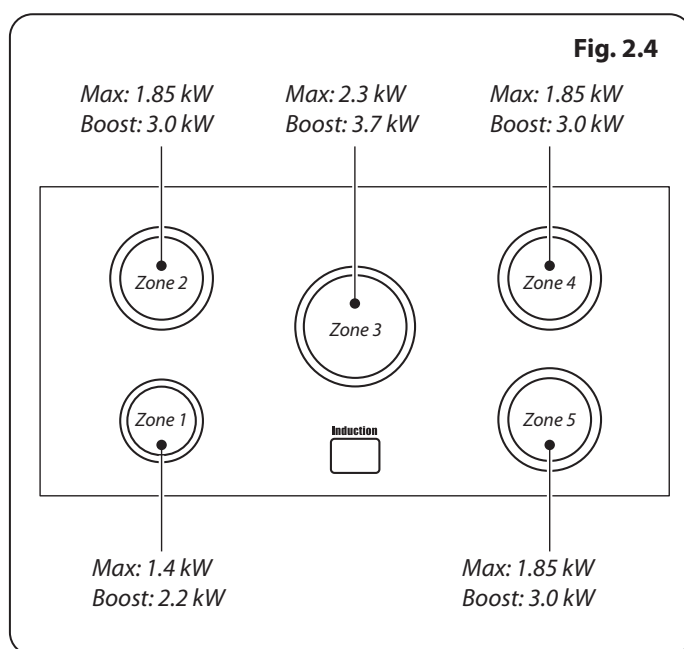 Fig. 2.4
Max: 1.85 kW
Boost: 3.0 kW
Max: 2.3 kW
Boost: 3.7 kW
Max: 1.85 kW
Boost: 3.0 kW
Zone 2
Zone 3
Zone 4
Zone 1
Induction
Zone 5
Max: 1.4 kW
Boost: 2.2 kW
Max: 1.85 kW
Boost: 3.0 kW